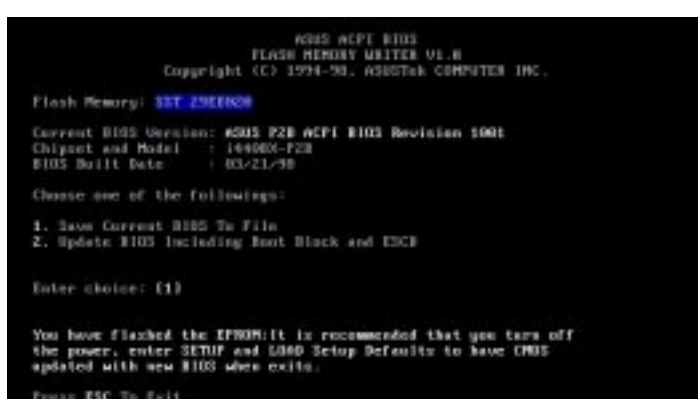 ASUS ACPI BIOS
FLASH MEMORY WRITER V1.8
Copyright (C) 1994-98, ASUSTek COMPUTER INC.
Flash Memory: SST 29EE020
Current BIOS Version: ASUS P2B ACPI BIOS Revision 1001
Chipset and Model : i440BX-P2B
BIOS Built Date : 03/21/98
Choose one of the followings:
1. Save Current BIOS To File
2. Update BIOS Including Boot Block and ESCD
Enter choice: [1]
You have flashed the EPROM;It is recommended that you turn off
the power, enter SETUP and LOAD Setup Defaults to have CMOS
updated with new BIOS when exits.
Press ESC To Exit